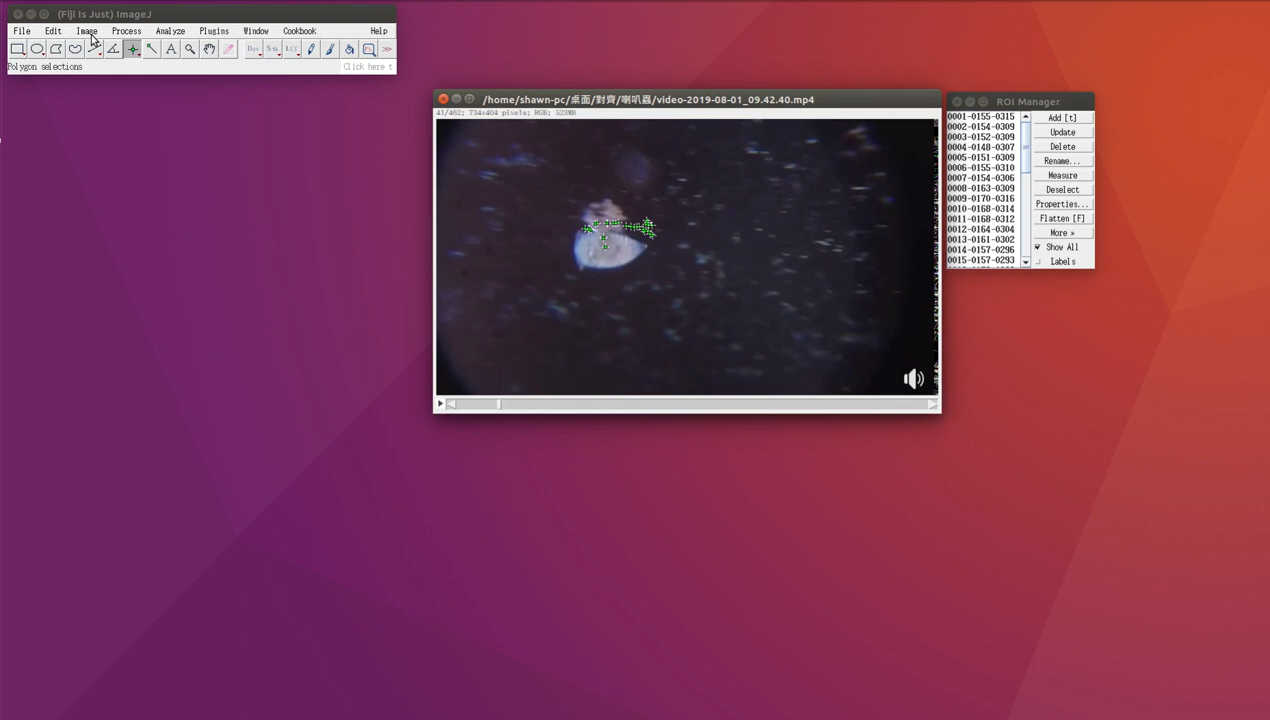 (Fiji Is Just) ImageJ
File Edit Image Process Analyze Plugins Window Cookbook Help
Dev Stk LUT
Polygon selections
Click here t
/home/shawn-pc/桌面/對齊/喇叭蟲/video-2019-08-01_09.42.40.mp4
41/462; 734x404 pixels; RGB; 523MB
ROI Manager
0001-0155-0315
0002-0154-0309
0003-0152-0309
0004-0148-0307
0005-0151-0309
0006-0155-0310
0007-0154-0306
0008-0163-0309
0009-0170-0316
0010-0168-0314
0011-0168-0312
0012-0164-0304
0013-0161-0302
0014-0157-0296
0015-0157-0293
Add [t]
Update
Delete
Rename...
Measure
Deselect
Properties...
Flatten [F]
More »
Show All
Labels